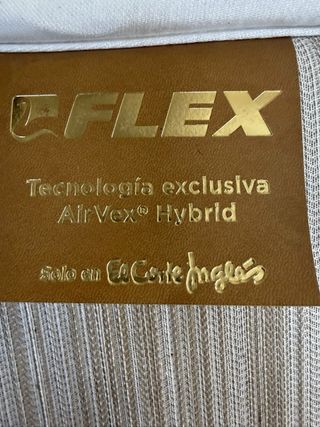 FLEX
Tecnología exclusiva
AirVex® Hybrid
Solo en El Corte Inglés